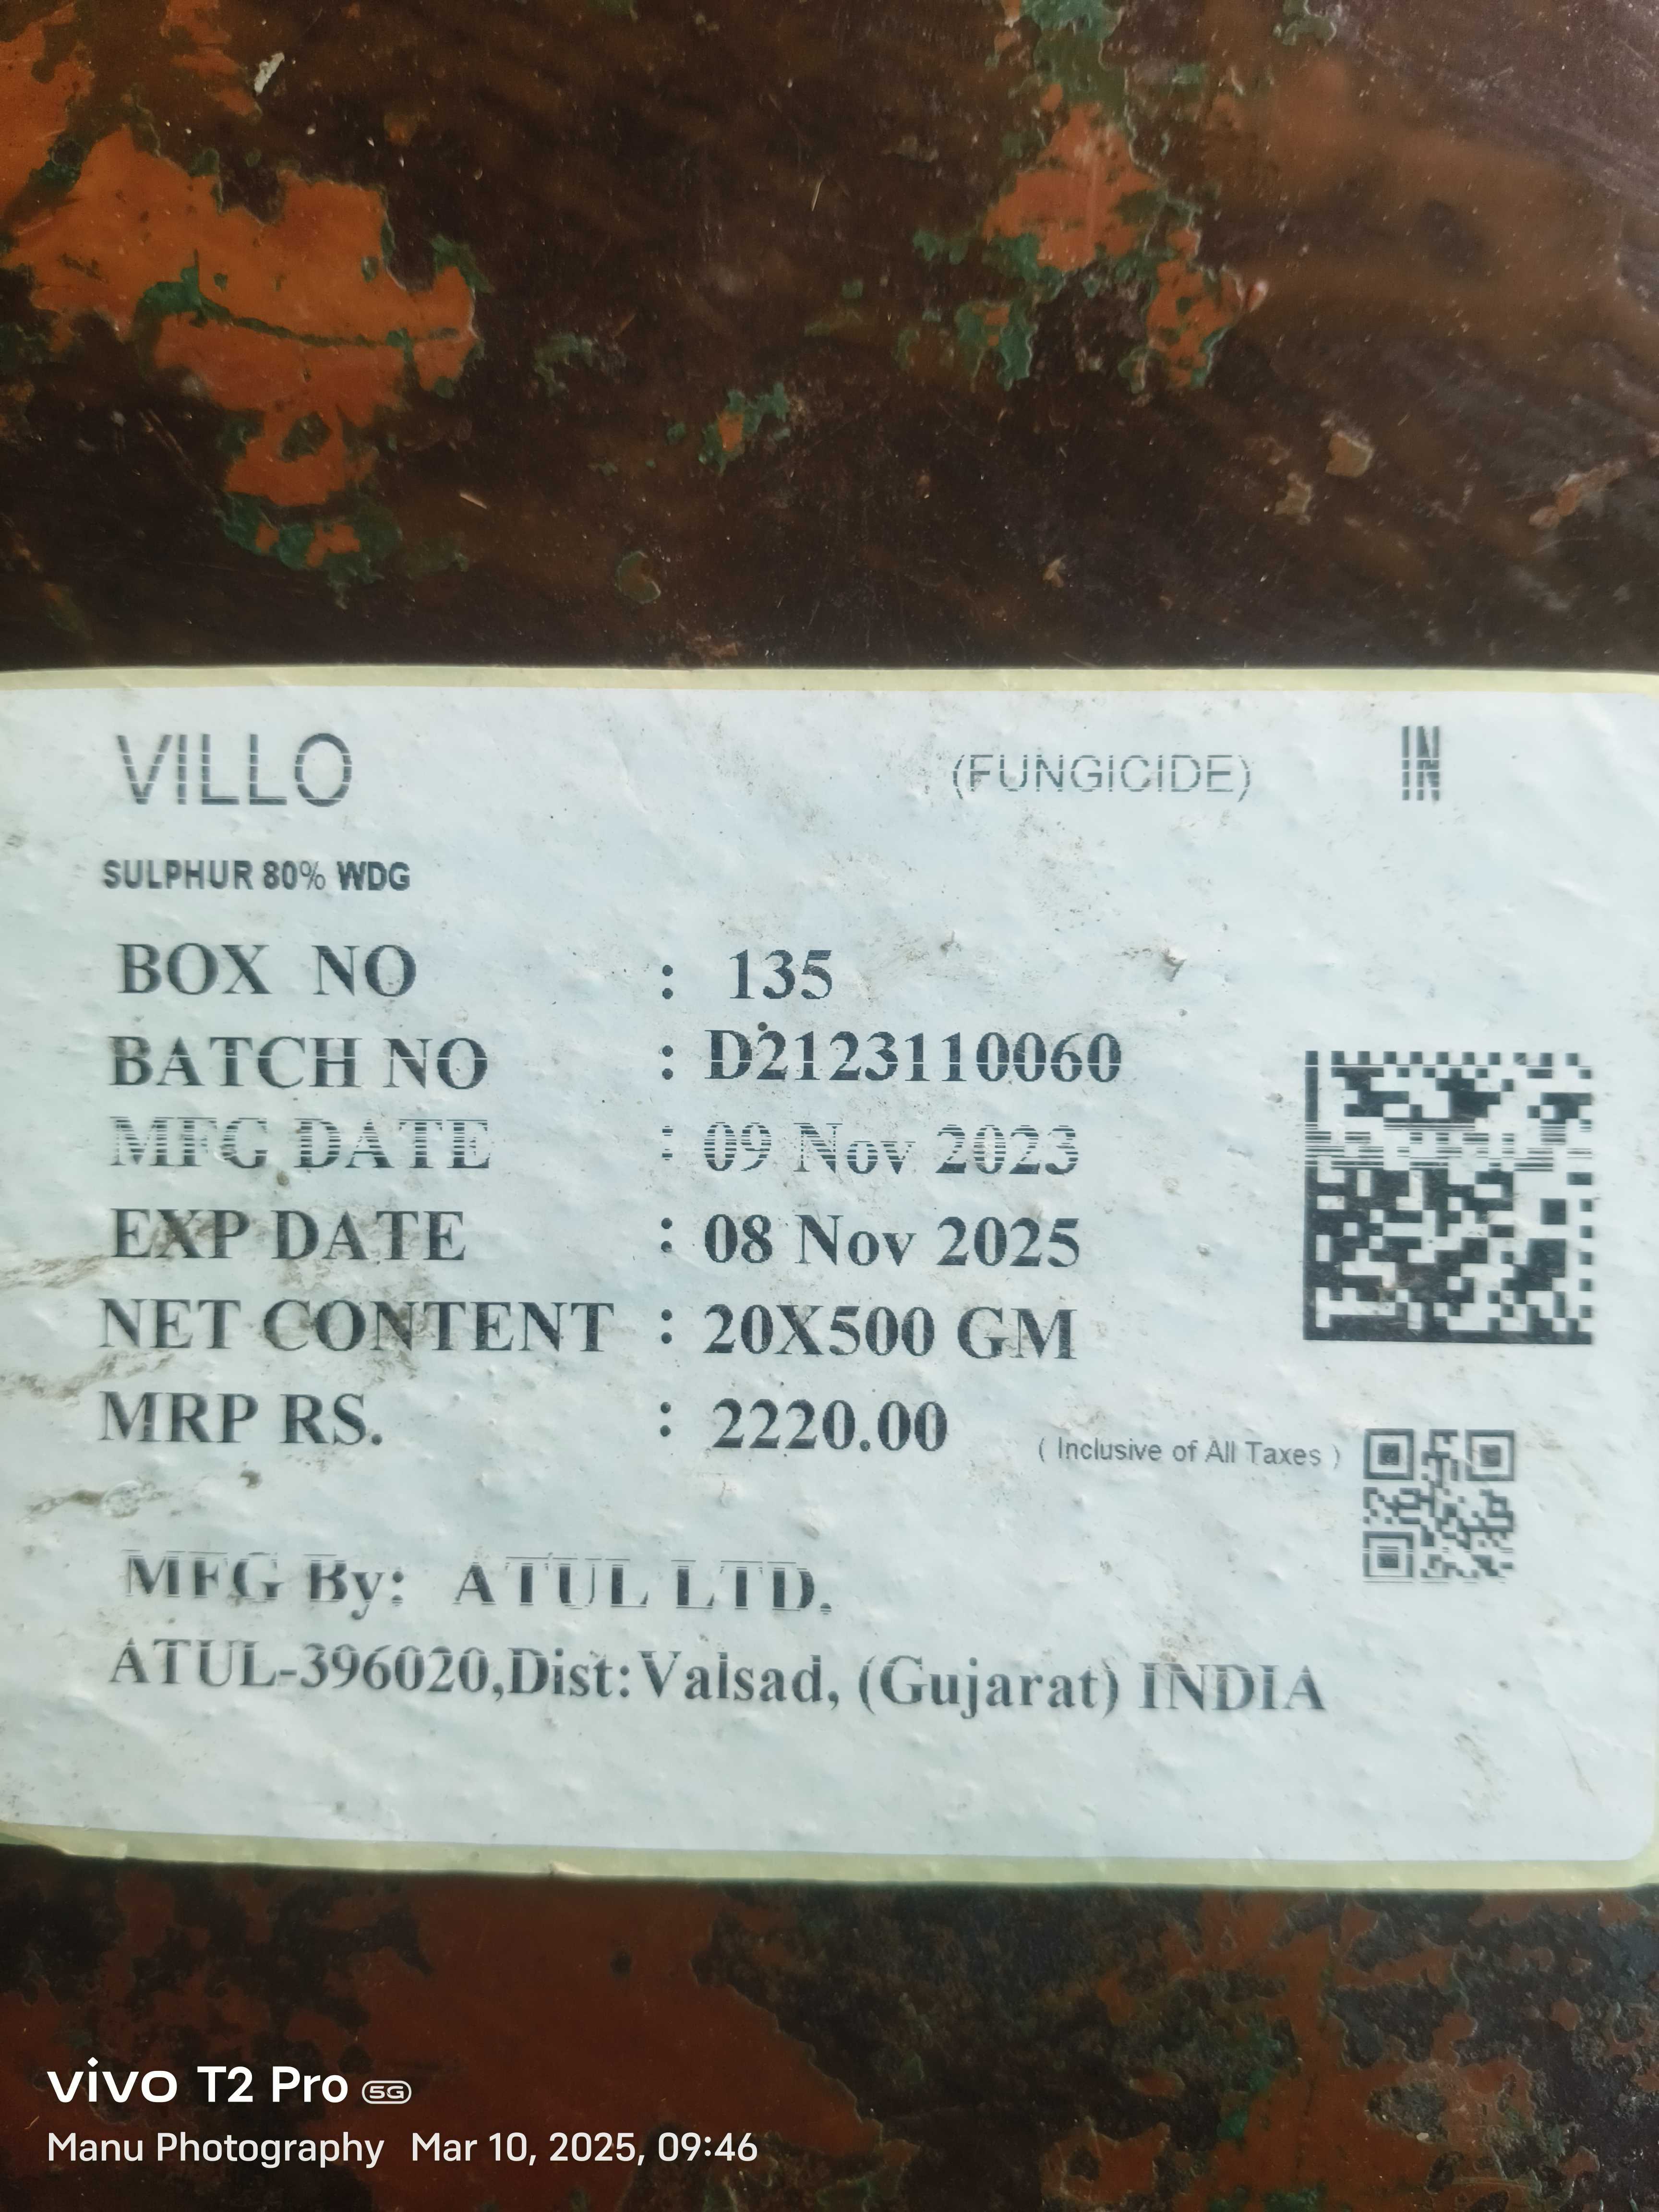 VILLO (FUNGICIDE) IN
SULPHUR 80% WDG
BOX NO : 135
BATCH NO : D2123110060
MFG DATE : 09 Nov 2023
EXP DATE : 08 Nov 2025
NET CONTENT : 20X500 GM
MRP RS. : 2220.00 ( Inclusive of All Taxes )
MFG By: ATUL LTD.
ATUL-396020,Dist:Valsad, (Gujarat) INDIA
vivo T2 Pro 5G
Manu Photography Mar 10, 2025, 09:46